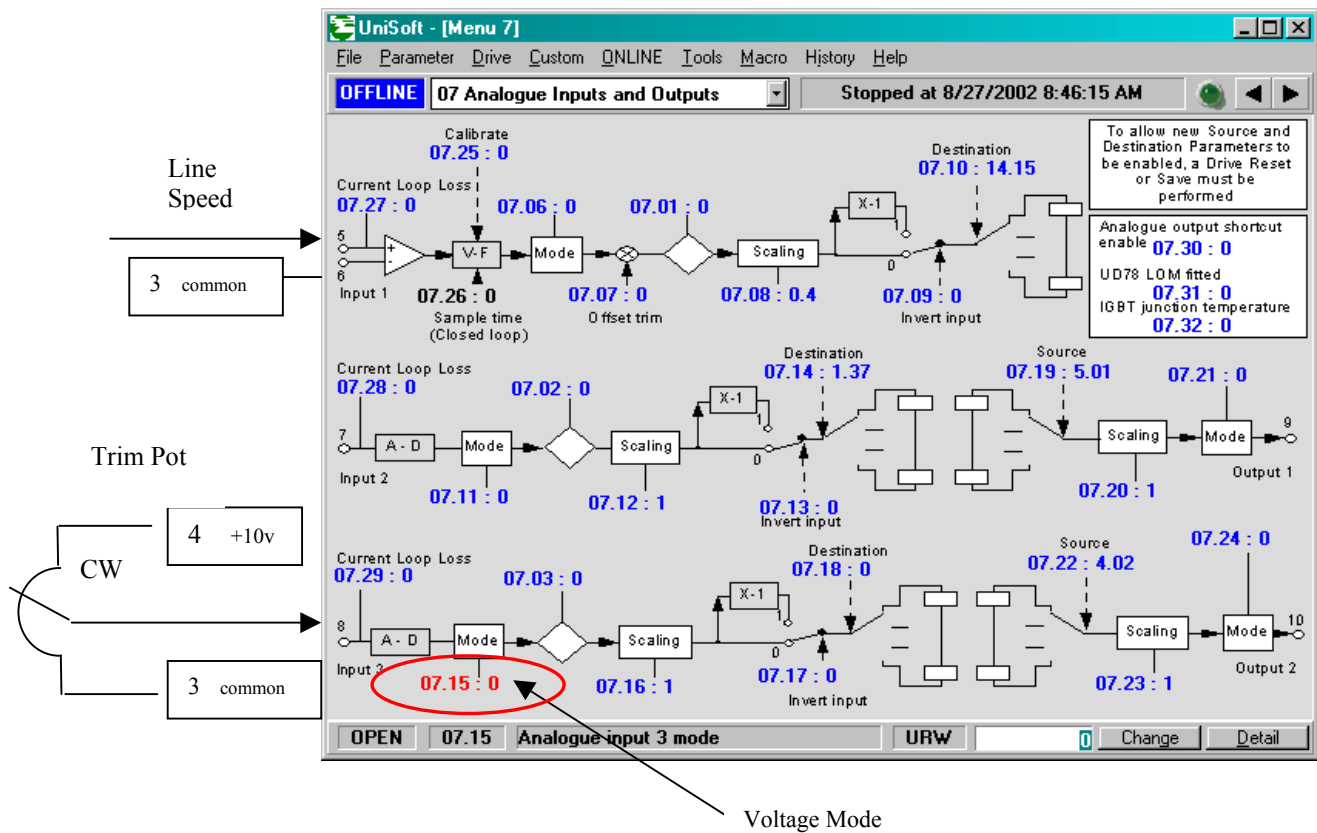 UniSoft - [Menu 7]
File Parameter Drive Custom ONLINE Tools Macro History Help
OFFLINE 07 Analogue Inputs and Outputs Stopped at 8/27/2002 8:46:15 AM
Line
Speed
3 common
Calibrate
07.25 : 0
Current Loop Loss
07.27 : 0
07.06 : 0
07.01 : 0
5
6
+
-
Input 1
V-F
Mode
Scaling
X-1
1
0
07.26 : 0
Sample time
(Closed loop)
07.07 : 0
Offset trim
07.08 : 0.4
07.09 : 0
Invert input
Destination
07.10 : 14.15
To allow new Source and
Destination Parameters to
be enabled, a Drive Reset
or Save must be
performed
Analogue output shortcut
enable 07.30 : 0
UD78 LOM fitted
07.31 : 0
IGBT junction temperature
07.32 : 0
Current Loop Loss
07.28 : 0
07.02 : 0
7
Input 2
A - D
Mode
Scaling
X-1
1
0
07.11 : 0
07.12 : 1
07.13 : 0
Invert input
Destination
07.14 : 1.37
Source
07.19 : 5.01
07.21 : 0
Scaling
Mode
9
Output 1
07.20 : 1
Trim Pot
4 +10v
CW
3 common
Current Loop Loss
07.29 : 0
07.03 : 0
8
Input 3
A - D
Mode
Scaling
X-1
1
0
07.15 : 0
07.16 : 1
07.17 : 0
Invert input
Destination
07.18 : 0
Source
07.22 : 4.02
07.24 : 0
Scaling
Mode
10
Output 2
07.23 : 1
OPEN 07.15 Analogue input 3 mode URW 0 Change Detail
Voltage Mode